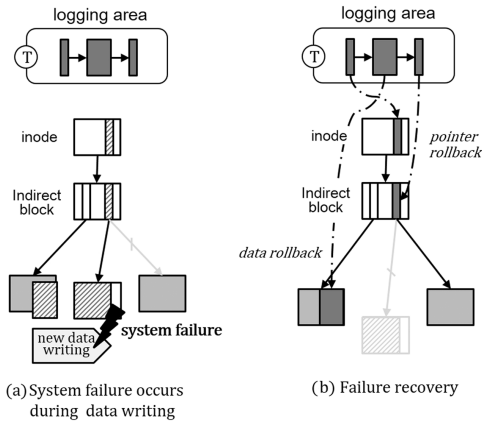 logging area
T
inode
Indirect
block
new data
writing
system failure
(a) System failure occurs
during data writing
logging area
T
inode
pointer
rollback
Indirect
block
data rollback
(b) Failure recovery